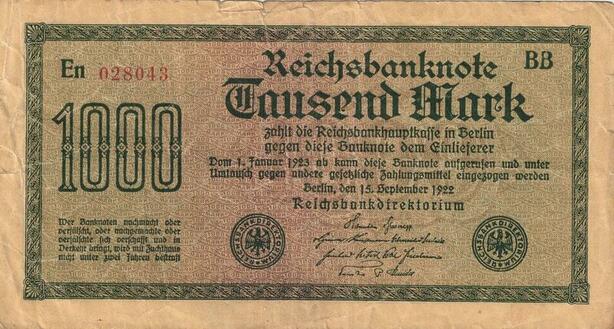 En 028043
BB
Reichsbanknote
Tausend Mark
1000
zahlt die Reichsbankhauptkasse in Berlin
gegen diese Banknote dem Einlieferer
Vom 1. Januar 1923 ab kann diese Banknote aufgerufen und unter
Umtausch gegen andere gesetzliche Zahlungsmittel eingezogen werden
Berlin, den 15. September 1922
Reichsbankdirektorium
Wer Banknoten nachmacht oder
verfälscht, oder nachgemachte oder
verfälschte sich verschafft und in
Verkehr bringt, wird mit Zuchthaus
nicht unter zwei Jahren bestraft